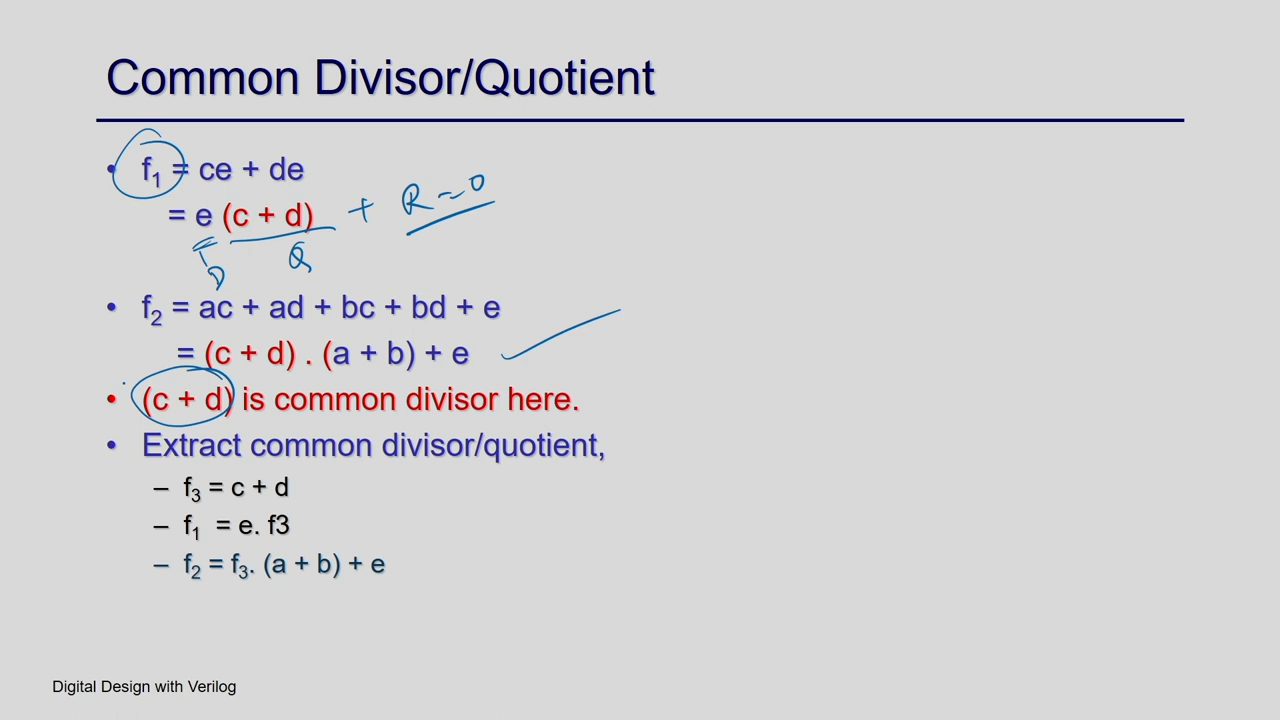 Common Divisor/Quotient
• f₁ = ce + de
= e (c + d) + R = 0
D Q
• f₂ = ac + ad + bc + bd + e
= (c + d) . (a + b) + e
• (c + d) is common divisor here.
• Extract common divisor/quotient,
– f₃ = c + d
– f₁ = e. f3
– f₂ = f₃. (a + b) + e
Digital Design with Verilog